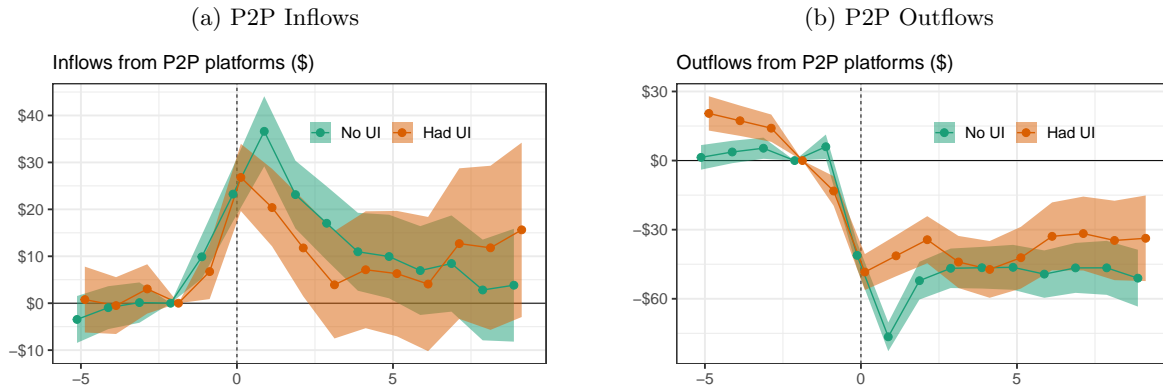 (a) P2P Inflows
Inflows from P2P platforms ($)
$40
$30
$20
$10
$0
−$10
−5
0
5
No UI
Had UI
(b) P2P Outflows
Outflows from P2P platforms ($)
$30
$0
−$30
−$60
−5
0
5
No UI
Had UI